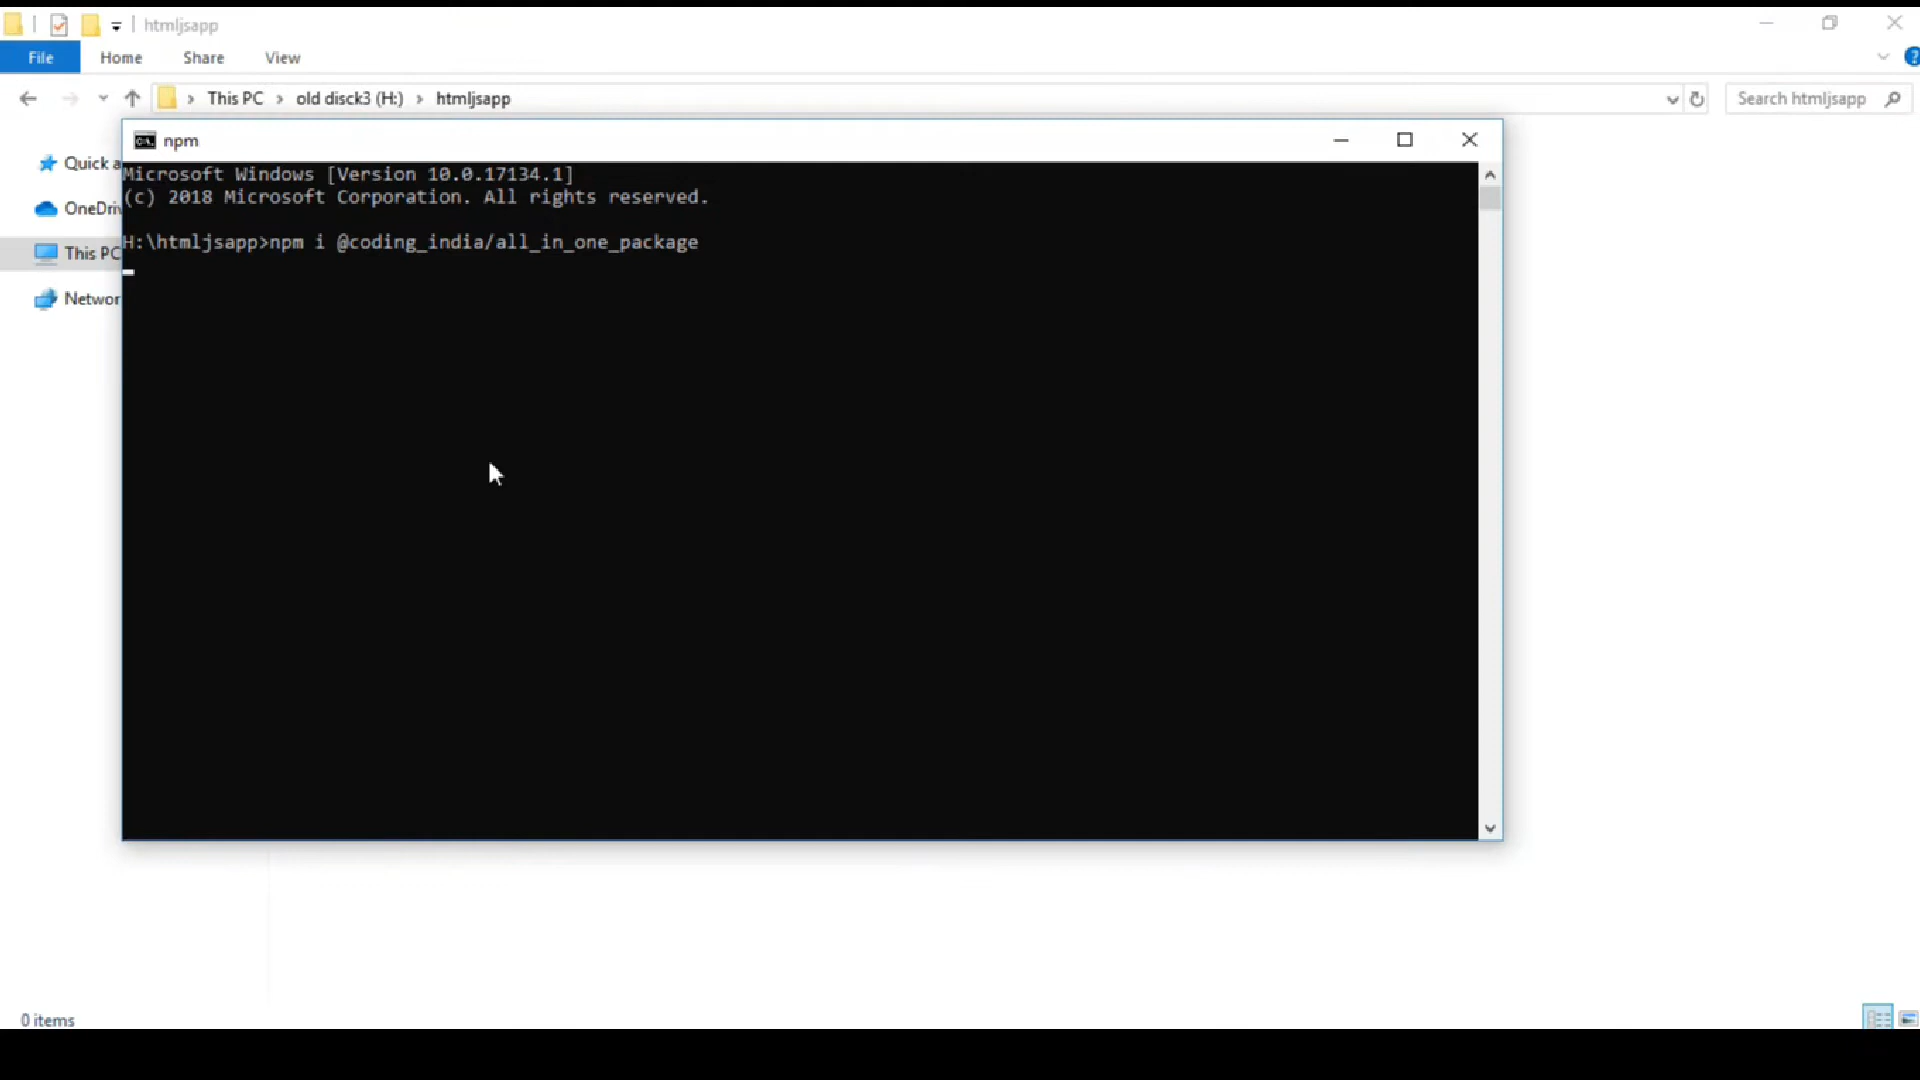 htmljsapp
File Home Share View
This PC > old disck3 (H:) > htmljsapp
Search htmljsapp
npm
Quick a
Microsoft Windows [Version 10.0.17134.1]
OneDriv
(c) 2018 Microsoft Corporation. All rights reserved.
This PC
H:\htmljsapp>npm i @coding_india/all_in_one_package
Networ
0 items